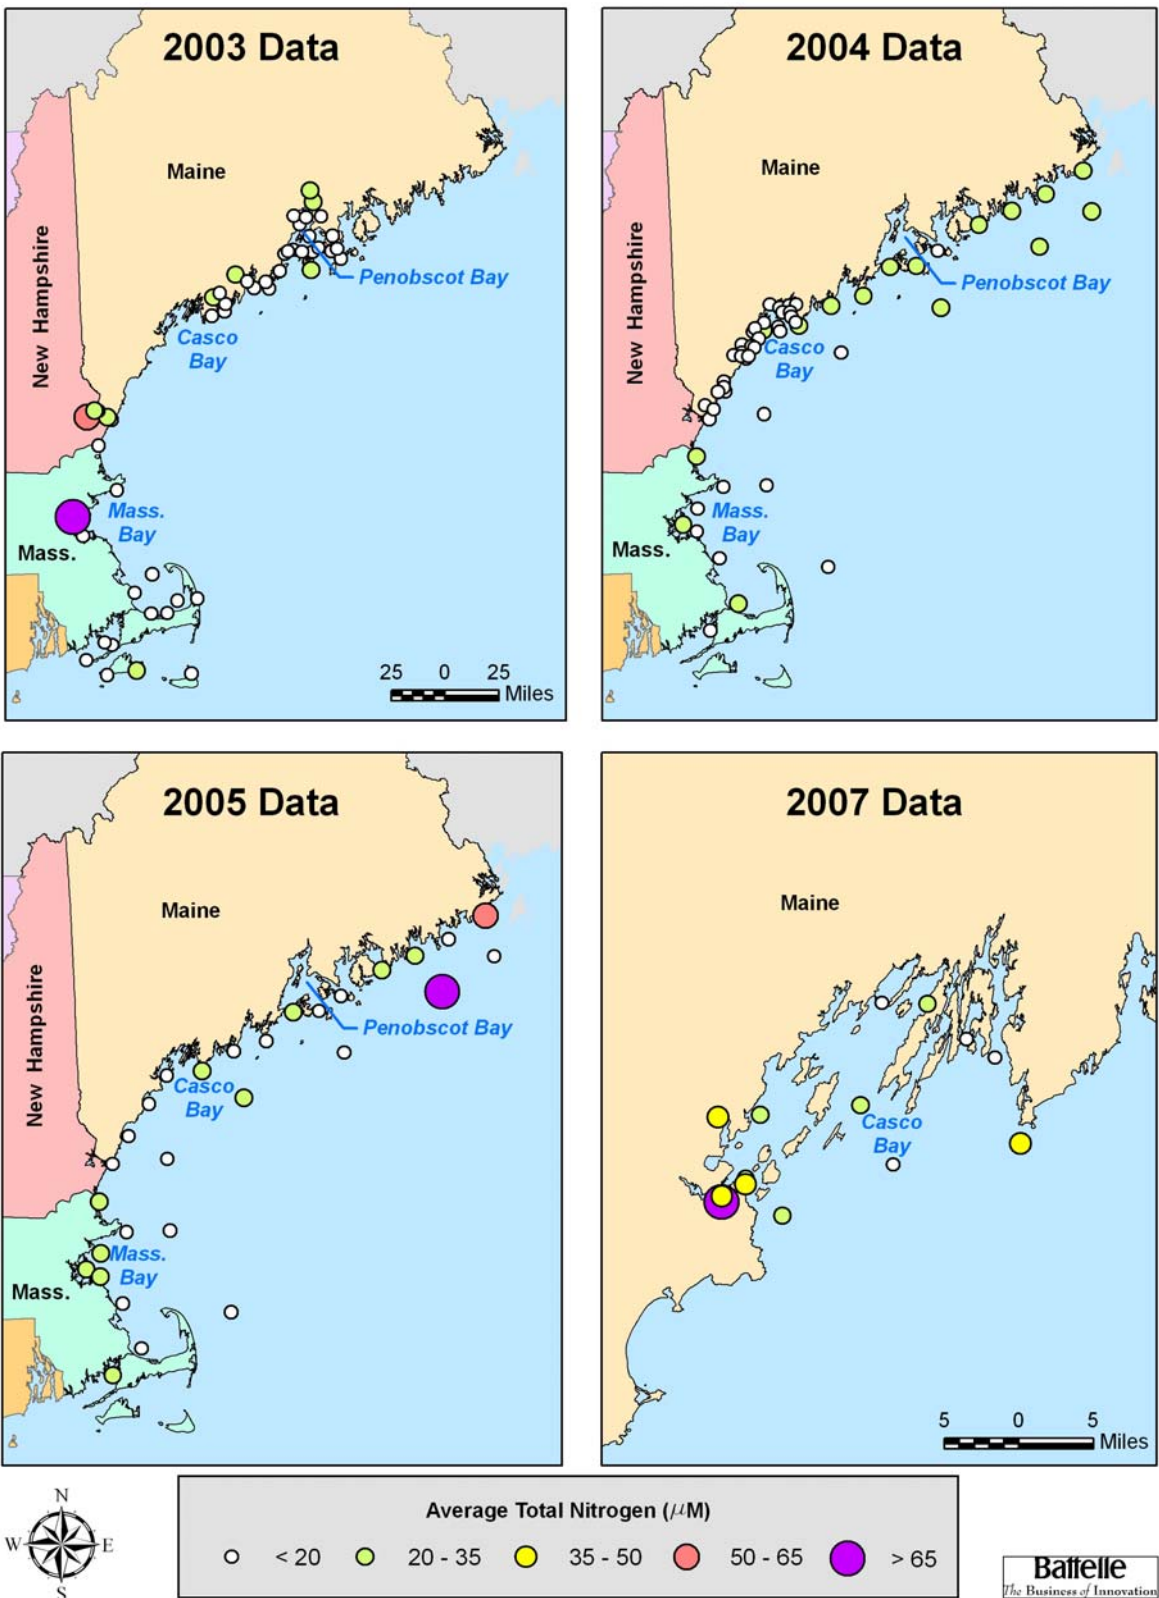 2003 Data
Maine
New Hampshire
Penobscot Bay
Casco
Bay
Mass.
Bay
Mass.
25 0 25
Miles
2004 Data
Maine
New Hampshire
Penobscot Bay
Casco
Bay
Mass.
Bay
Mass.
2005 Data
Maine
New Hampshire
Penobscot Bay
Casco
Bay
Mass.
Bay
Mass.
2007 Data
Maine
Casco
Bay
5 0 5
Miles
N
W E
S
Average Total Nitrogen (μM)
< 20 20 - 35 35 - 50 50 - 65 > 65
Battelle
The Business of Innovation